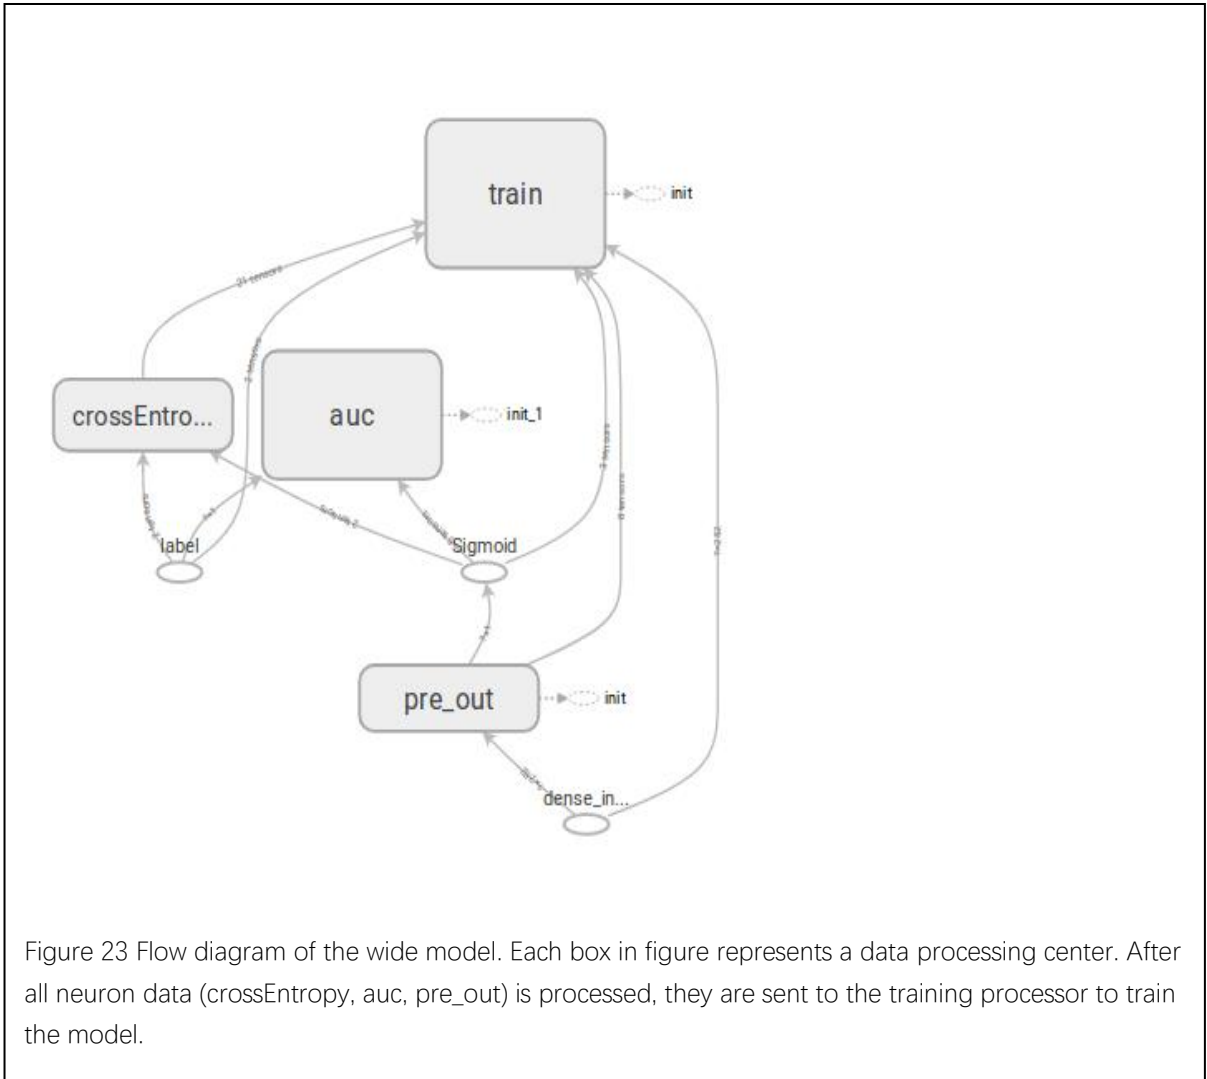 train
init
21 tensors
crossEntro...
auc
init_1
label
Sigmoid
pre_out
init
dense_in...
Figure 23 Flow diagram of the wide model. Each box in figure represents a data processing center. After
all neuron data (crossEntropy, auc, pre_out) is processed, they are sent to the training processor to train
the model.